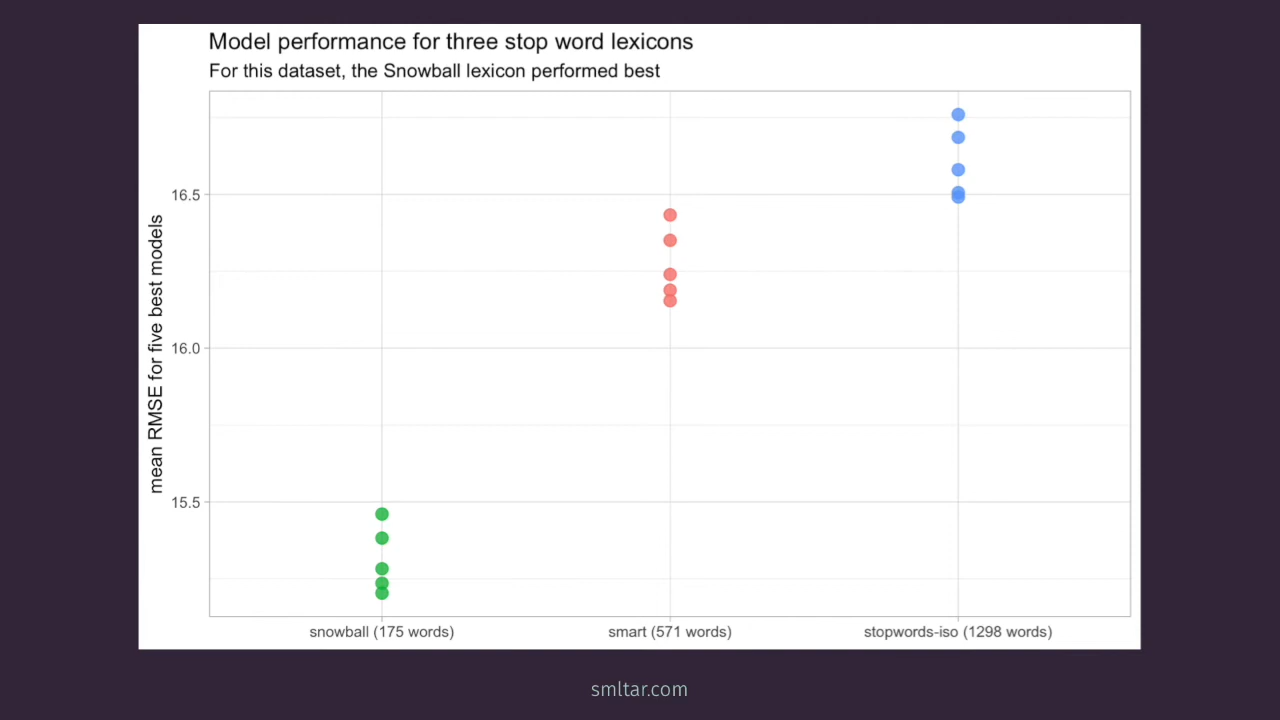 Model performance for three stop word lexicons
For this dataset, the Snowball lexicon performed best
mean RMSE for five best models
16.5
16.0
15.5
snowball (175 words)
smart (571 words)
stopwords-iso (1298 words)
smltar.com